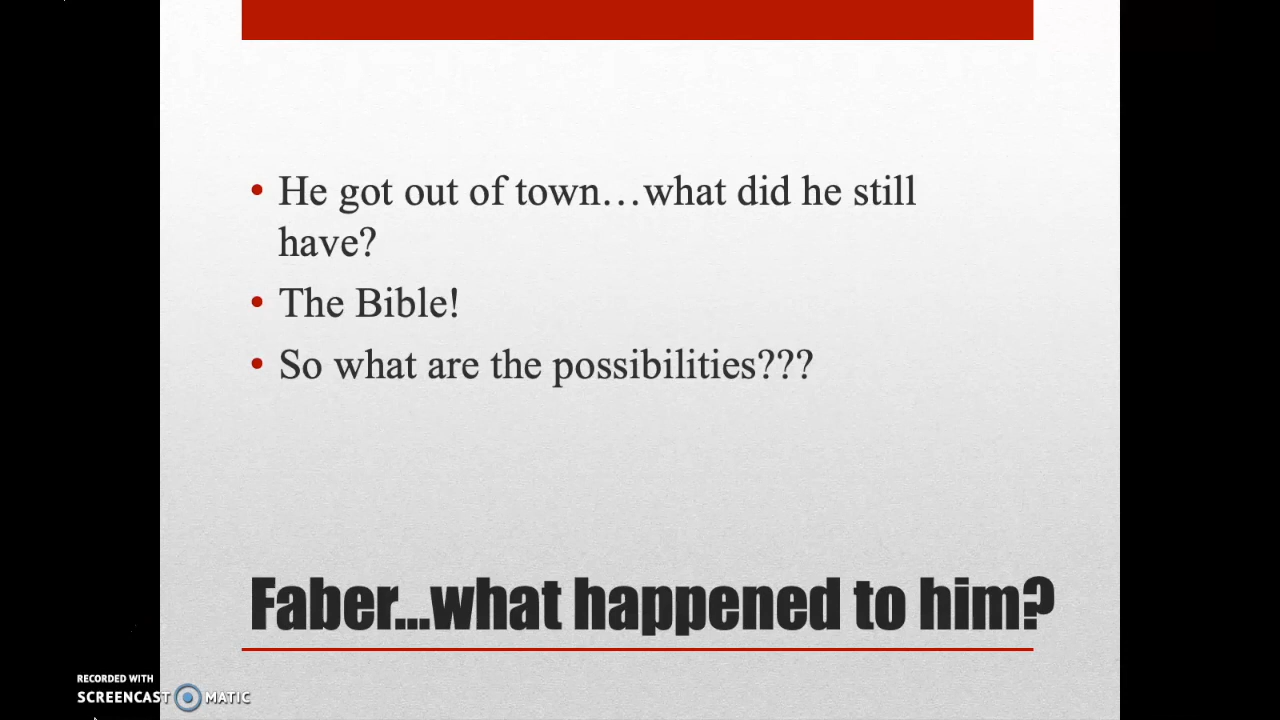 • He got out of town…what did he still
have?
• The Bible!
• So what are the possibilities???
Faber…what happened to him?
RECORDED WITH
SCREENCAST MATIC